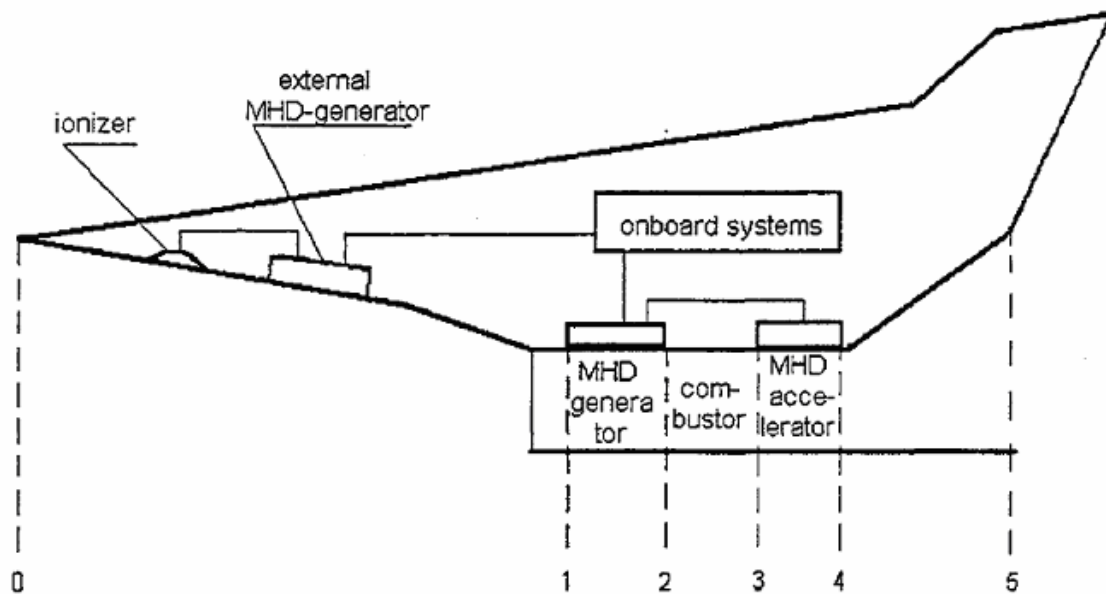 external
MHD-generator
ionizer
onboard systems
MHD
genera
tor
com-
bustor
MHD
acce-
lerator
0 1 2 3 4 5